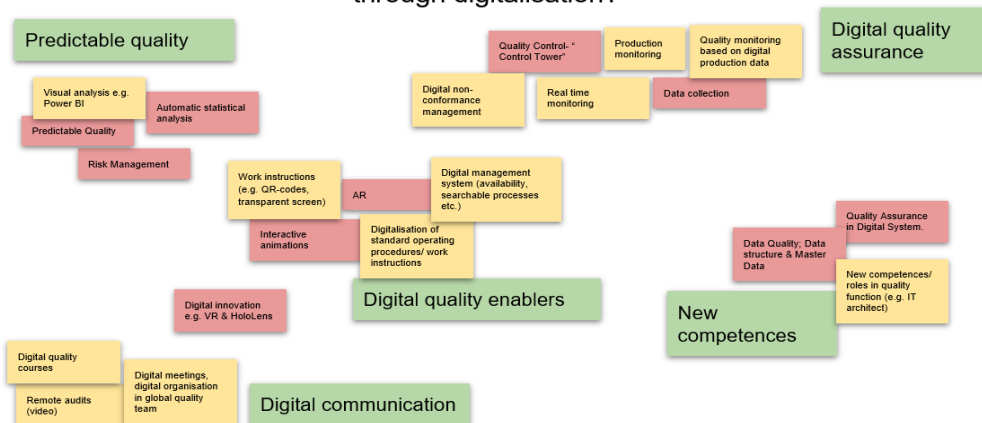 through digitalisation?
Predictable quality
Visual analysis e.g.
Power BI
Automatic statistical
analysis
Predictable Quality
Risk Management
Quality Control- “
Control Tower”
Production
monitoring
Quality monitoring
based on digital
production data
Digital quality
assurance
Digital non-
conformance
management
Real time
monitoring
Data collection
Work instructions
(e.g. QR-codes,
transparent screen)
AR
Digital management
system (availability,
searchable processes
etc.)
Interactive
animations
Digitalisation of
standard operating
procedures/ work
instructions
Digital quality enablers
Digital innovation
e.g. VR & HoloLens
Quality Assurance
in Digital System.
Data Quality; Data
structure & Master
Data
New competences/
roles in quality
function (e.g. IT
architect)
New
competences
Digital quality
courses
Remote audits
(video)
Digital meetings,
digital organisation
in global quality
team
Digital communication